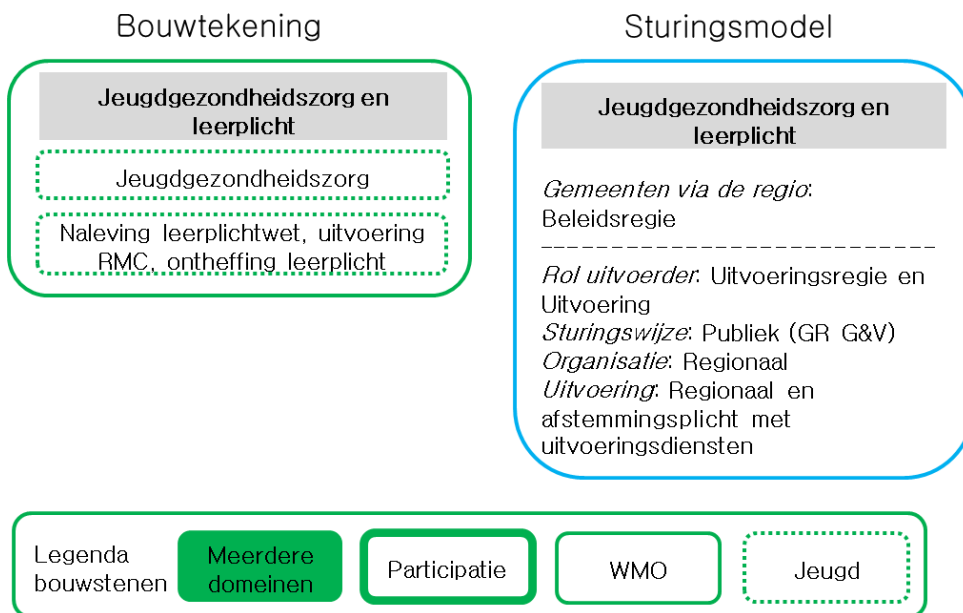 Bouwtekening
Jeugdgezondheidszorg en
leerplicht
Jeugdgezondheidszorg
Naleving leerplichtwet, uitvoering
RMC, ontheffing leerplicht
Sturingsmodel
Jeugdgezondheidszorg en
leerplicht
Gemeenten via de regio:
Beleidsregie
Rol uitvoerder: Uitvoeringsregie en
Uitvoering
Sturingswijze: Publiek (GR G&V)
Organisatie: Regionaal
Uitvoering: Regionaal en
afstemmingsplicht met
uitvoeringsdiensten
Legenda
bouwstenen
Meerdere
domeinen
Participatie
WMO
Jeugd